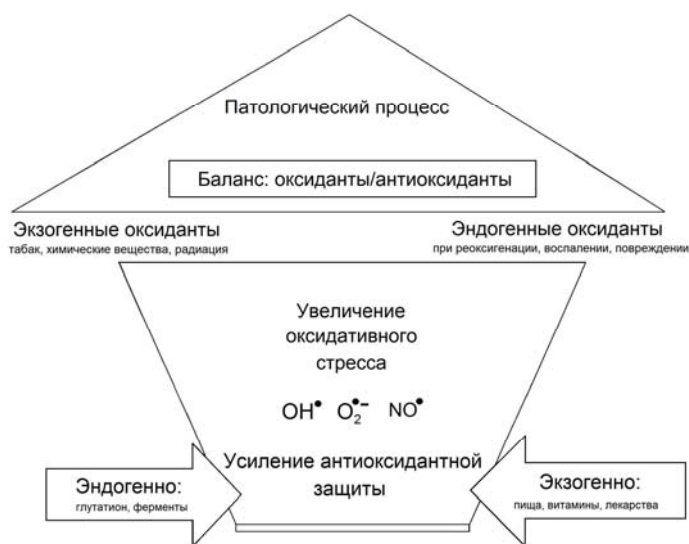 Патологический процесс
Баланс: оксиданты/антиоксиданты
Экзогенные оксиданты
табак, химические вещества, радиация
Эндогенные оксиданты
при реоксигенации, воспалении, повреждении
Увеличение
оксидативного
стресса
OH• O₂•– NO•
Усиление антиоксидантной
защиты
Эндогенно:
глутатион, ферменты
Экзогенно:
пища, витамины, лекарства